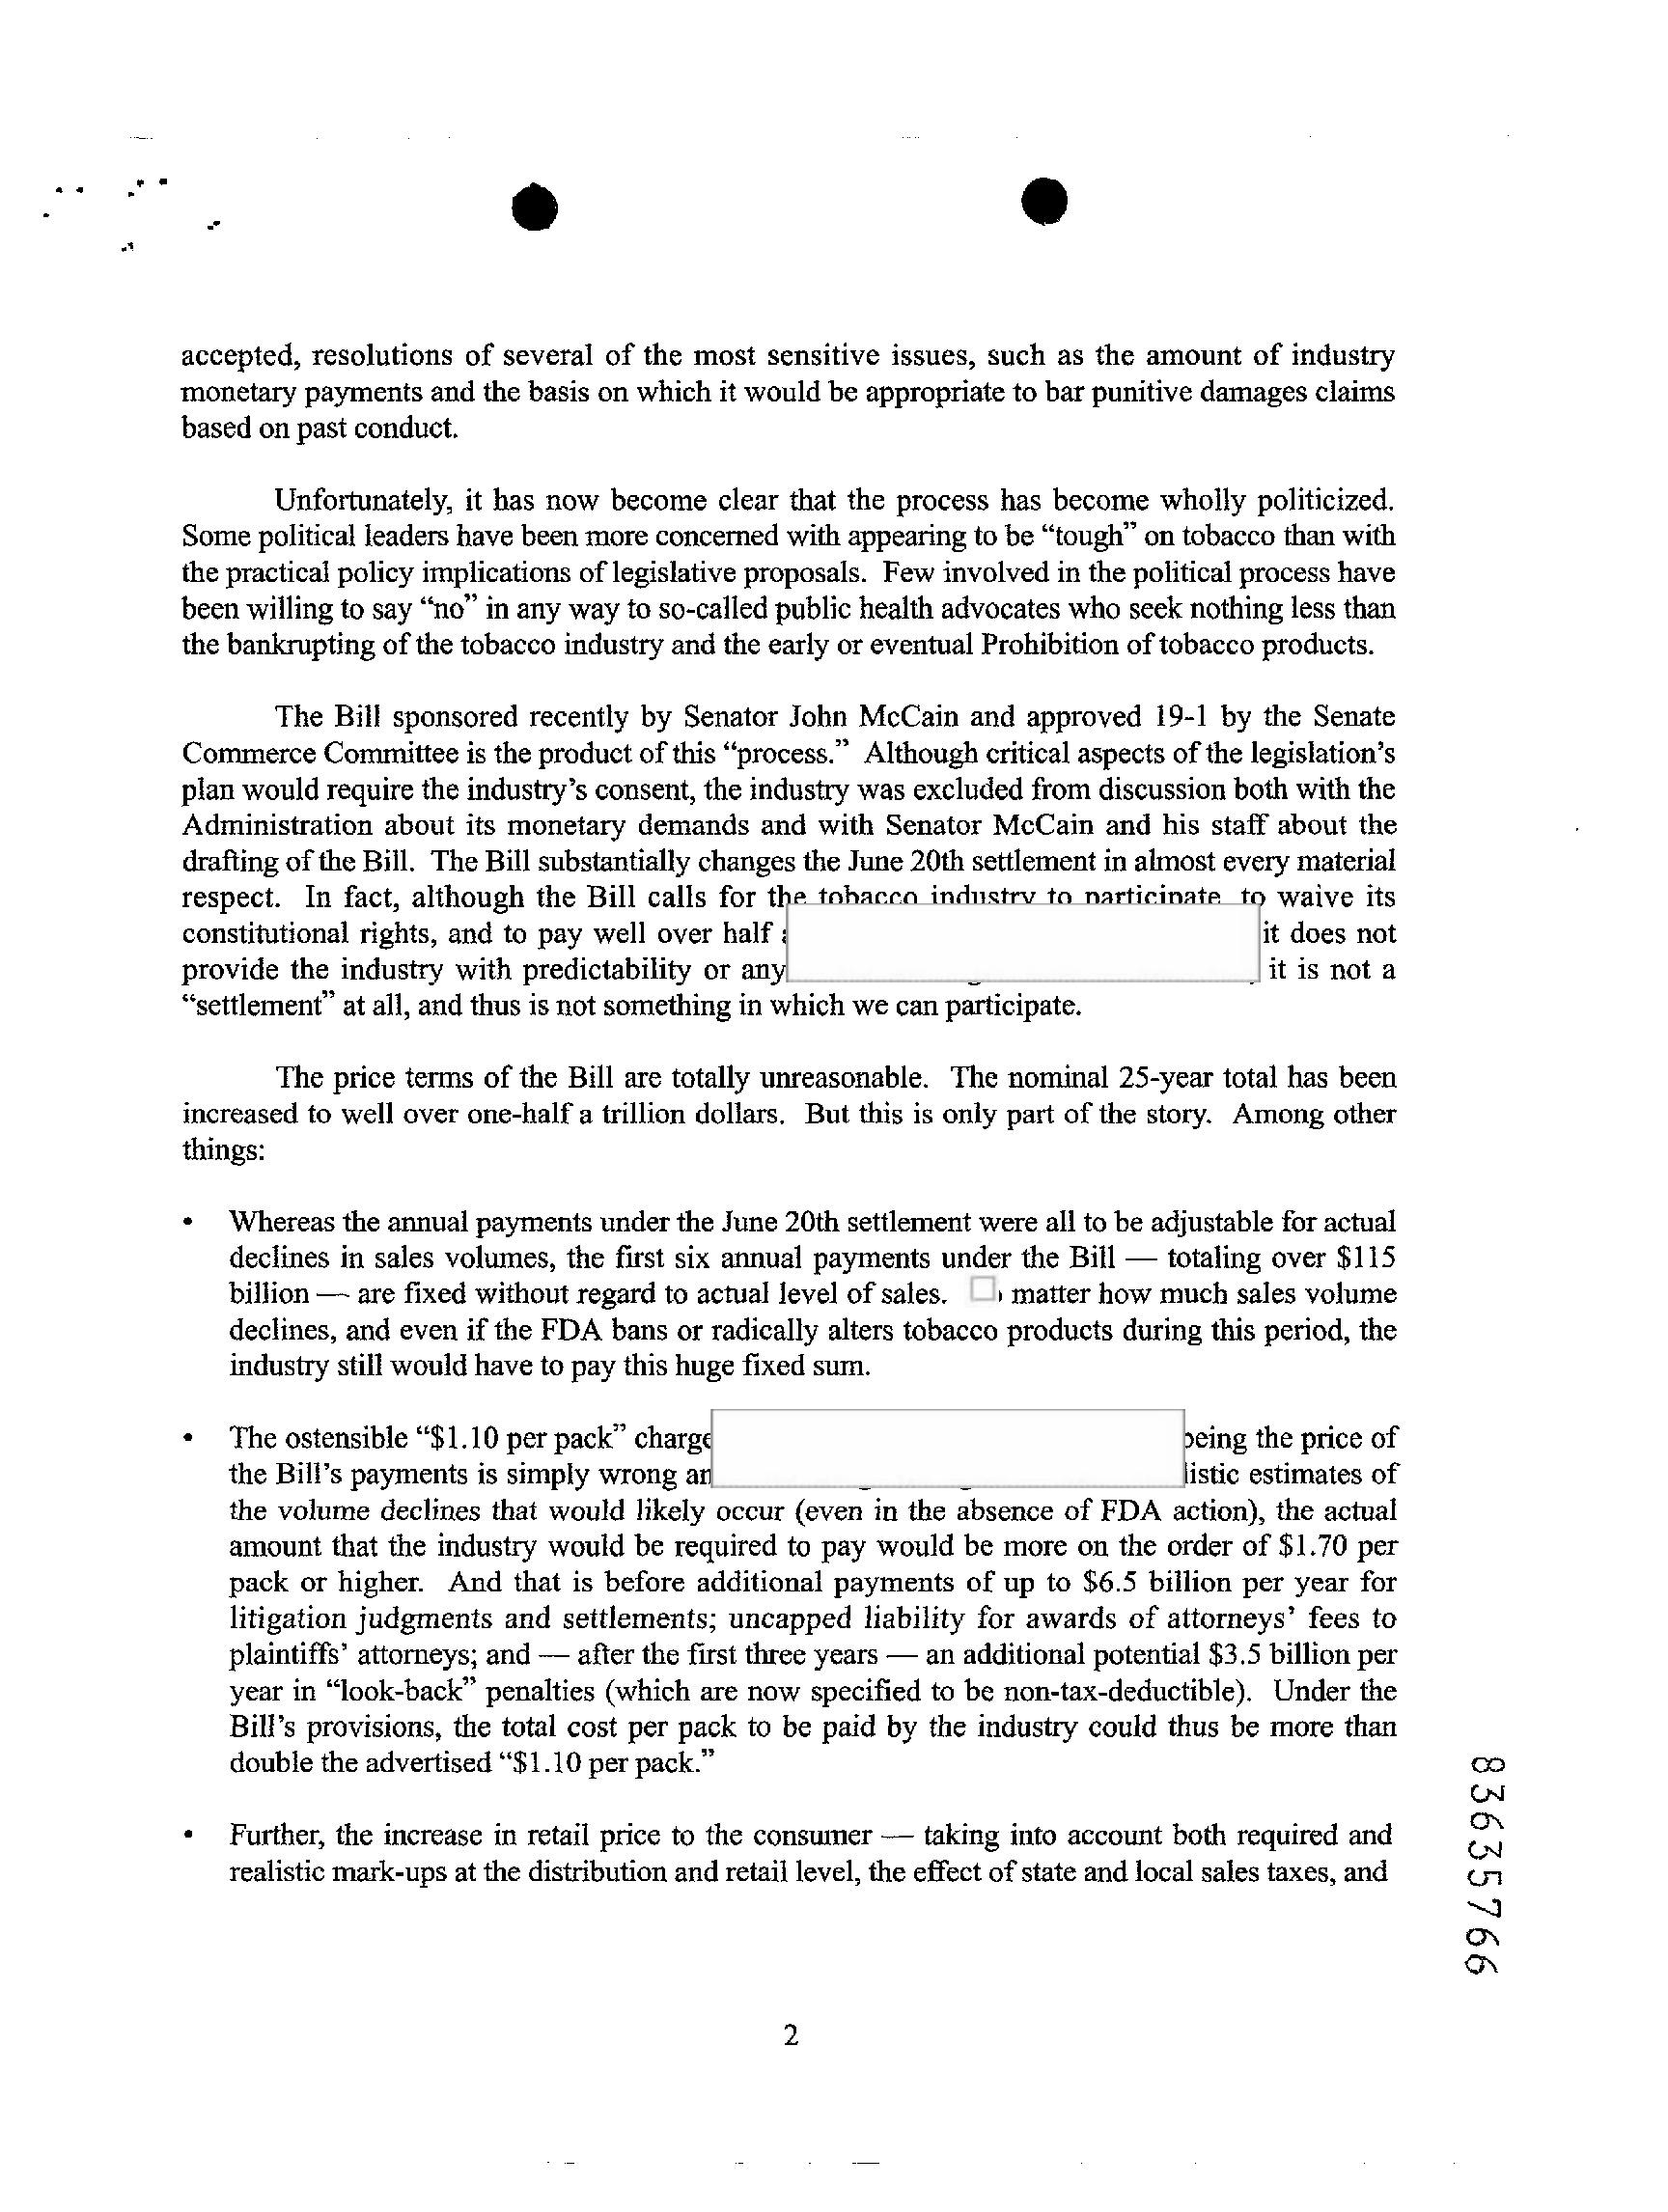 accepted, resolutions of several of the most sensitive issues, such as the amount of industry
monetary payments and the basis on which it would be appropriate to bar punitive damages claims
based on past conduct.
Unfortunately, it has now become clear that the process has become wholly politicized.
Some political leaders have been more concerned with appearing to be “tough” on tobacco than with
the practical policy implications of legislative proposals. Few involved in the political process have
been willing to say “no” in any way to so-called public health advocates who seek nothing less than
the bankrupting of the tobacco industry and the early or eventual Prohibition of tobacco products.
The Bill sponsored recently by Senator John McCain and approved 19-1 by the Senate
Commerce Committee is the product of this “process.” Although critical aspects of the legislation’s
plan would require the industry’s consent, the industry was excluded from discussion both with the
Administration about its monetary demands and with Senator McCain and his staff about the
drafting of the Bill. The Bill substantially changes the June 20th settlement in almost every material
respect. In fact, although the Bill calls for the tobacco industry to participate, to waive its
constitutional rights, and to pay well over half it does not
provide the industry with predictability or any it is not a
“settlement” at all, and thus is not something in which we can participate.
The price terms of the Bill are totally unreasonable. The nominal 25-year total has been
increased to well over one-half a trillion dollars. But this is only part of the story. Among other
things:
• Whereas the annual payments under the June 20th settlement were all to be adjustable for actual
declines in sales volumes, the first six annual payments under the Bill — totaling over $115
billion — are fixed without regard to actual level of sales. matter how much sales volume
declines, and even if the FDA bans or radically alters tobacco products during this period, the
industry still would have to pay this huge fixed sum.
• The ostensible “$1.10 per pack” the price of
the Bill’s payments is simply wrong estimates of
the volume declines that would likely occur (even in the absence of FDA action), the actual
amount that the industry would be required to pay would be more on the order of $1.70 per
pack or higher. And that is before additional payments of up to $6.5 billion per year for
litigation judgments and settlements; uncapped liability for awards of attorneys’ fees to
plaintiffs’ attorneys; and — after the first three years — an additional potential $3.5 billion per
year in “look-back” penalties (which are now specified to be non-tax-deductible). Under the
Bill’s provisions, the total cost per pack to be paid by the industry could thus be more than
double the advertised “$1.10 per pack.”
• Further, the increase in retail price to the consumer — taking into account both required and
realistic mark-ups at the distribution and retail level, the effect of state and local sales taxes, and
83635766
2